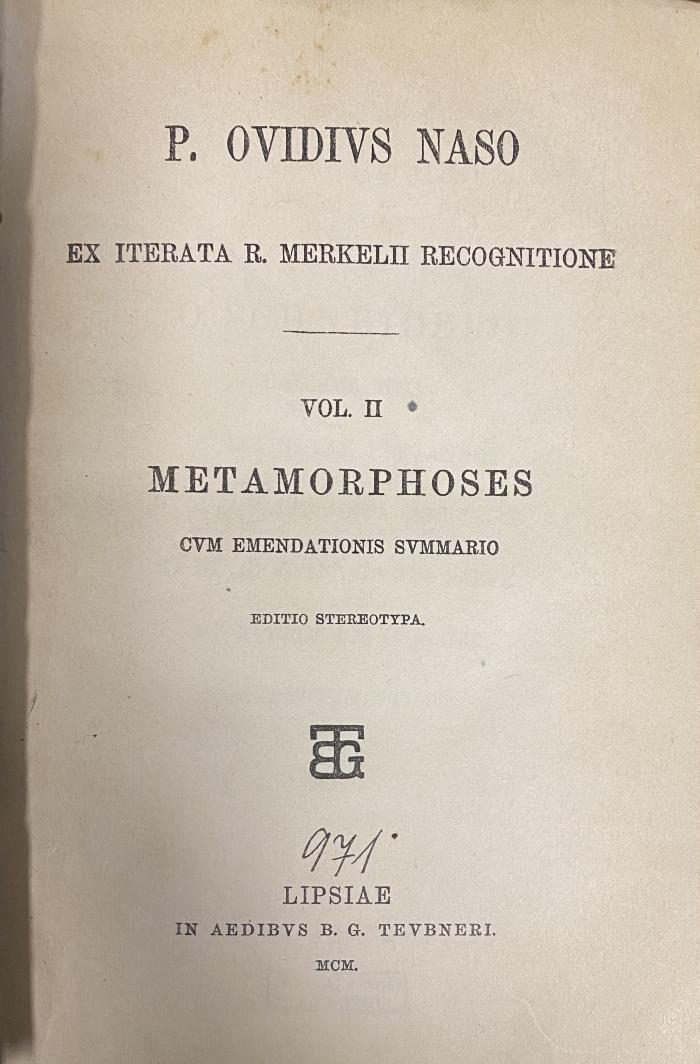 P. OVIDIVS NASO
EX ITERATA R. MERKELII RECOGNITIONE
VOL. II
METAMORPHOSES
CVM EMENDATIONIS SVMMARIO
EDITIO STEREOTYPA.
BTG
971.
LIPSIAE
IN AEDIBVS B. G. TEVBNERI.
MCM.